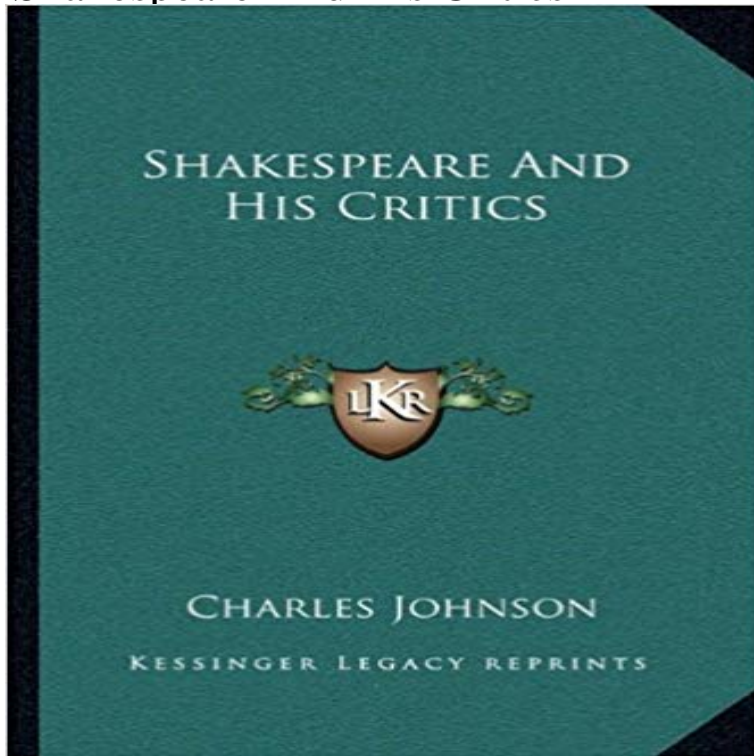 SHAKESPEARE AND
HIS CRITICS
LKR
CHARLES JOHNSON
KESSINGER LEGACY REPRINTS